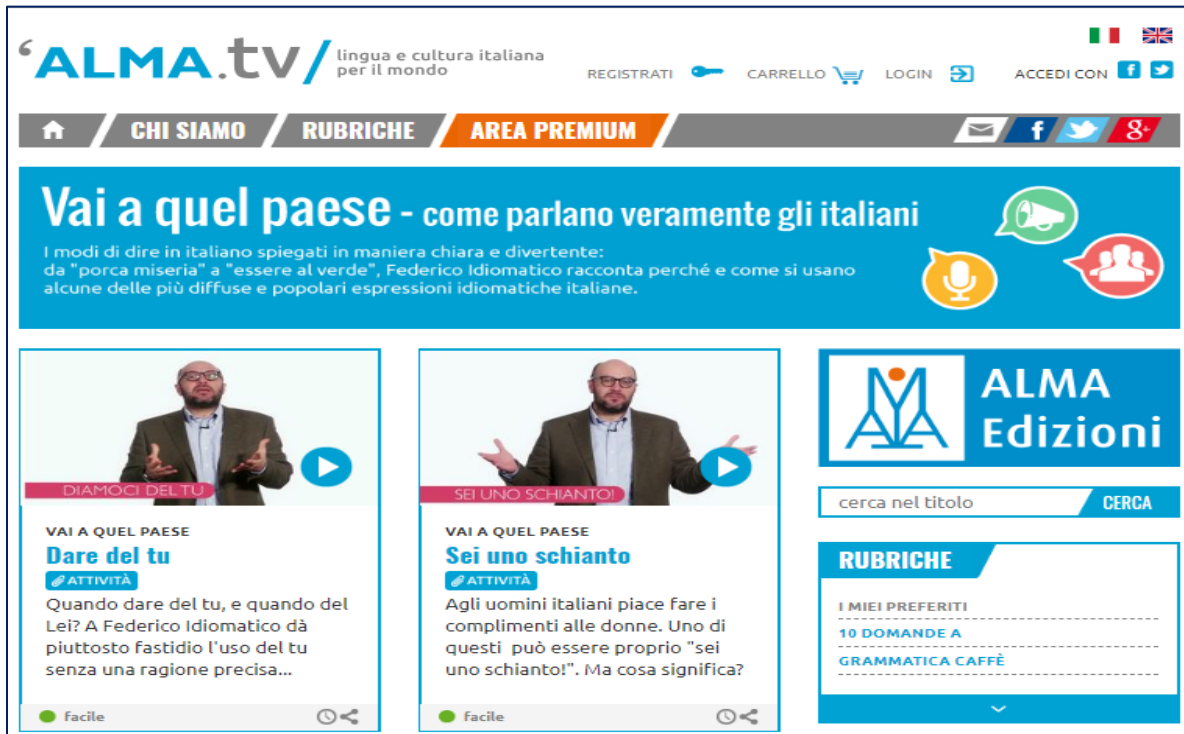 ‘ALMA.tv/ lingua e cultura italiana
per il mondo
REGISTRATI CARRELLO LOGIN ACCEDI CON f
CHI SIAMO RUBRICHE AREA PREMIUM f 8+
Vai a quel paese - come parlano veramente gli italiani
I modi di dire in italiano spiegati in maniera chiara e divertente:
da "porca miseria" a "essere al verde", Federico Idiomatico racconta perché e come si usano
alcune delle più diffuse e popolari espressioni idiomatiche italiane.
DIAMOCI DEL TU
VAI A QUEL PAESE
Dare del tu
ATTIVITÀ
Quando dare del tu, e quando del
Lei? A Federico Idiomatico dà
piuttosto fastidio l'uso del tu
senza una ragione precisa...
facile
SEI UNO SCHIANTO!
VAI A QUEL PAESE
Sei uno schianto
ATTIVITÀ
Agli uomini italiani piace fare i
complimenti alle donne. Uno di
questi può essere proprio "sei
uno schianto!". Ma cosa significa?
facile
ALMA
Edizioni
cerca nel titolo CERCA
RUBRICHE
I MIEI PREFERITI
10 DOMANDE A
GRAMMATICA CAFFÈ